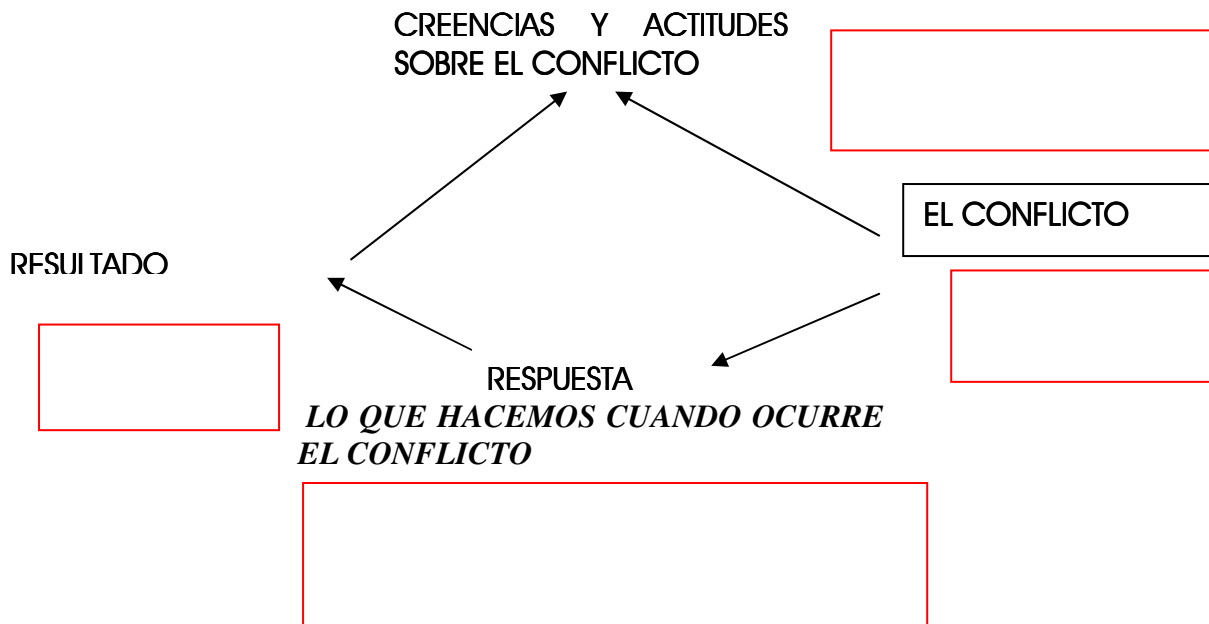 CREENCIAS Y ACTITUDES
SOBRE EL CONFLICTO
EL CONFLICTO
RESULTADO
RESPUESTA
LO QUE HACEMOS CUANDO OCURRE
EL CONFLICTO